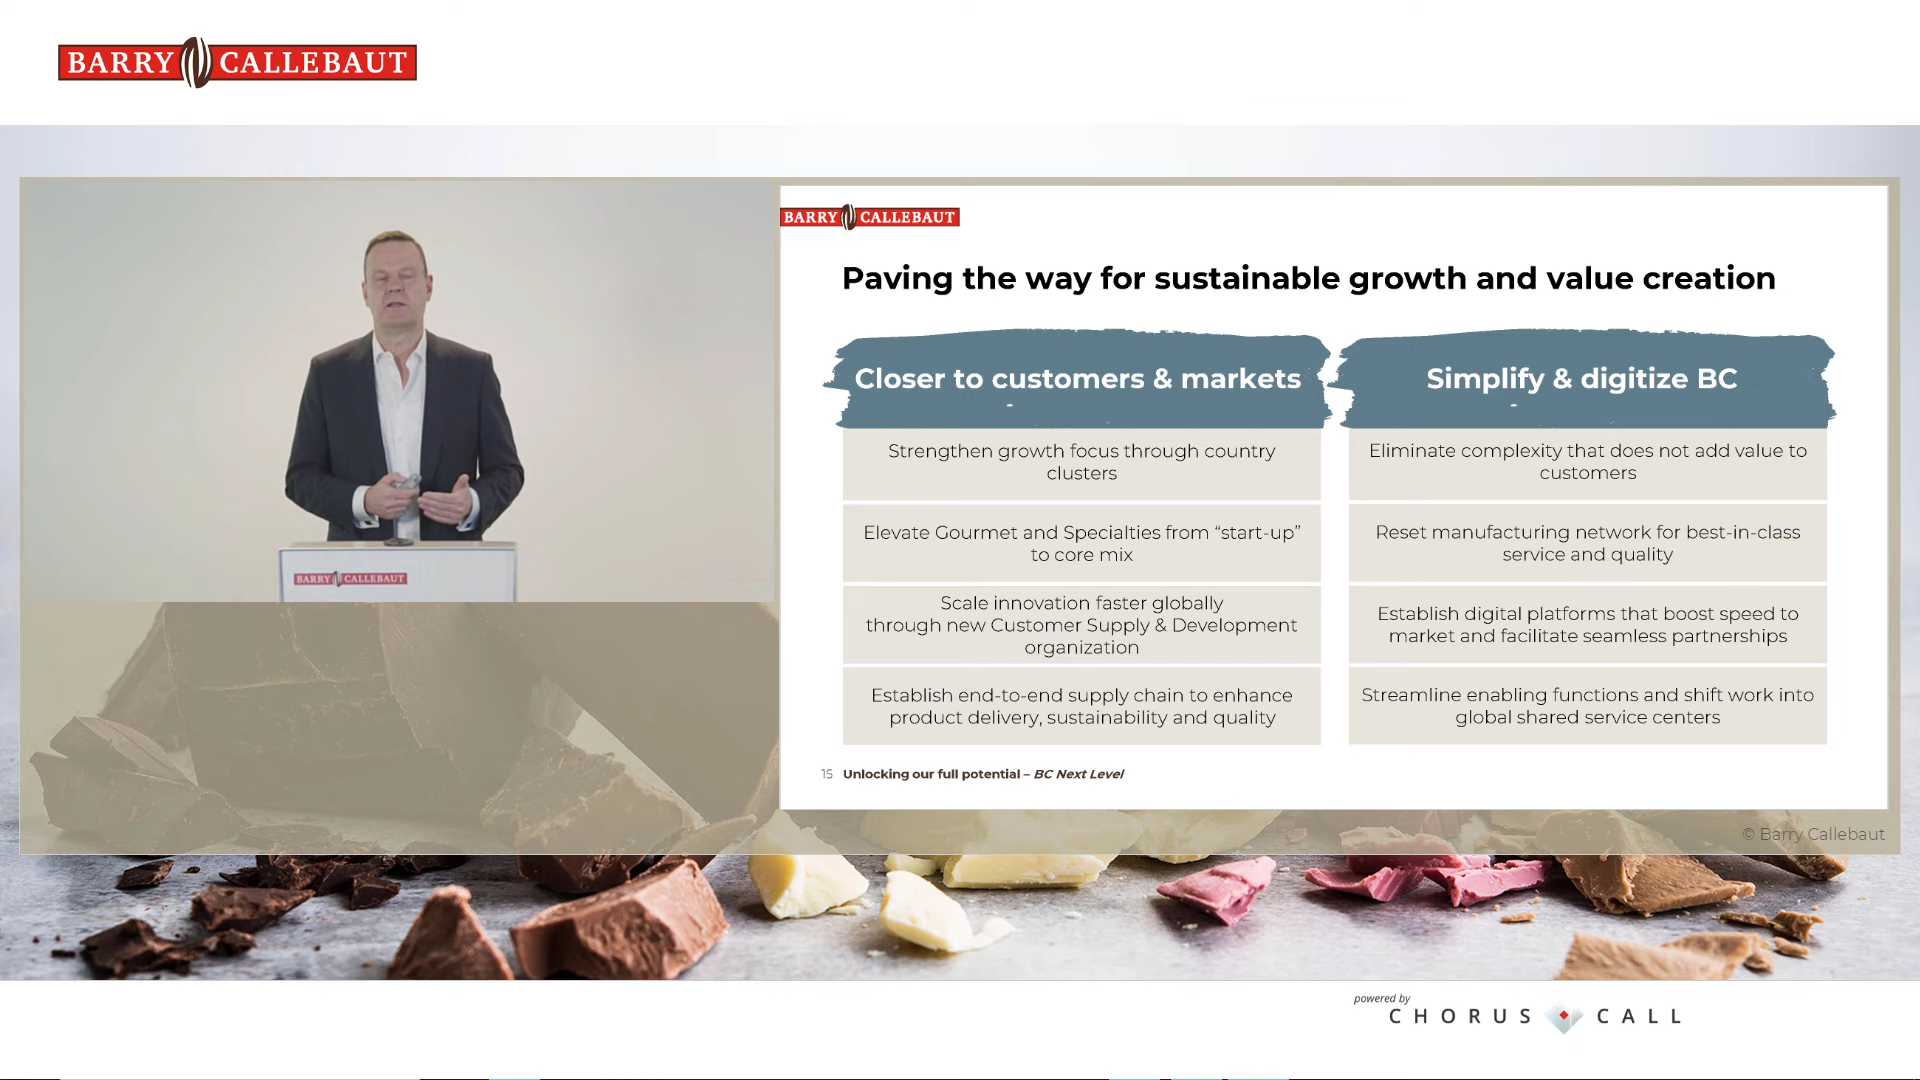 BARRY CALLEBAUT
BARRY CALLEBAUT
Paving the way for sustainable growth and value creation
Closer to customers & markets
Strengthen growth focus through country
clusters
Elevate Gourmet and Specialties from “start-up”
to core mix
Scale innovation faster globally
through new Customer Supply & Development
organization
Establish end-to-end supply chain to enhance
product delivery, sustainability and quality
Simplify & digitize BC
Eliminate complexity that does not add value to
customers
Reset manufacturing network for best-in-class
service and quality
Establish digital platforms that boost speed to
market and facilitate seamless partnerships
Streamline enabling functions and shift work into
global shared service centers
15 Unlocking our full potential – BC Next Level
BARRY CALLEBAUT
© Barry Callebaut
powered by
CHORUS CALL